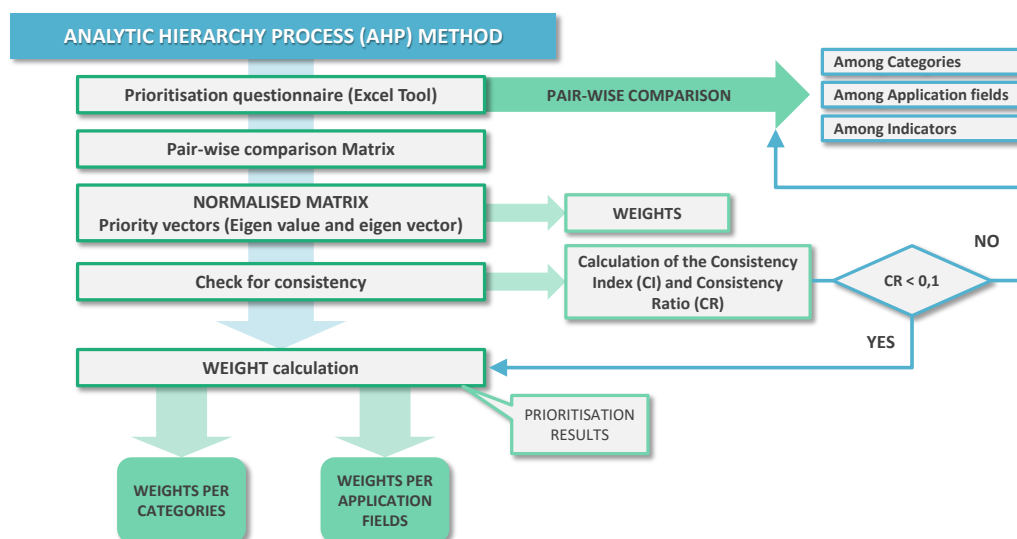 ANALYTIC HIERARCHY PROCESS (AHP) METHOD
Prioritisation questionnaire (Excel Tool)
PAIR-WISE COMPARISON
Among Categories
Among Application fields
Among Indicators
Pair-wise comparison Matrix
NORMALISED MATRIX
Priority vectors (Eigen value and eigen vector)
WEIGHTS
Check for consistency
Calculation of the Consistency
Index (CI) and Consistency
Ratio (CR)
CR < 0,1
NO
YES
WEIGHT calculation
PRIORITISATION
RESULTS
WEIGHTS PER
CATEGORIES
WEIGHTS PER
APPLICATION
FIELDS